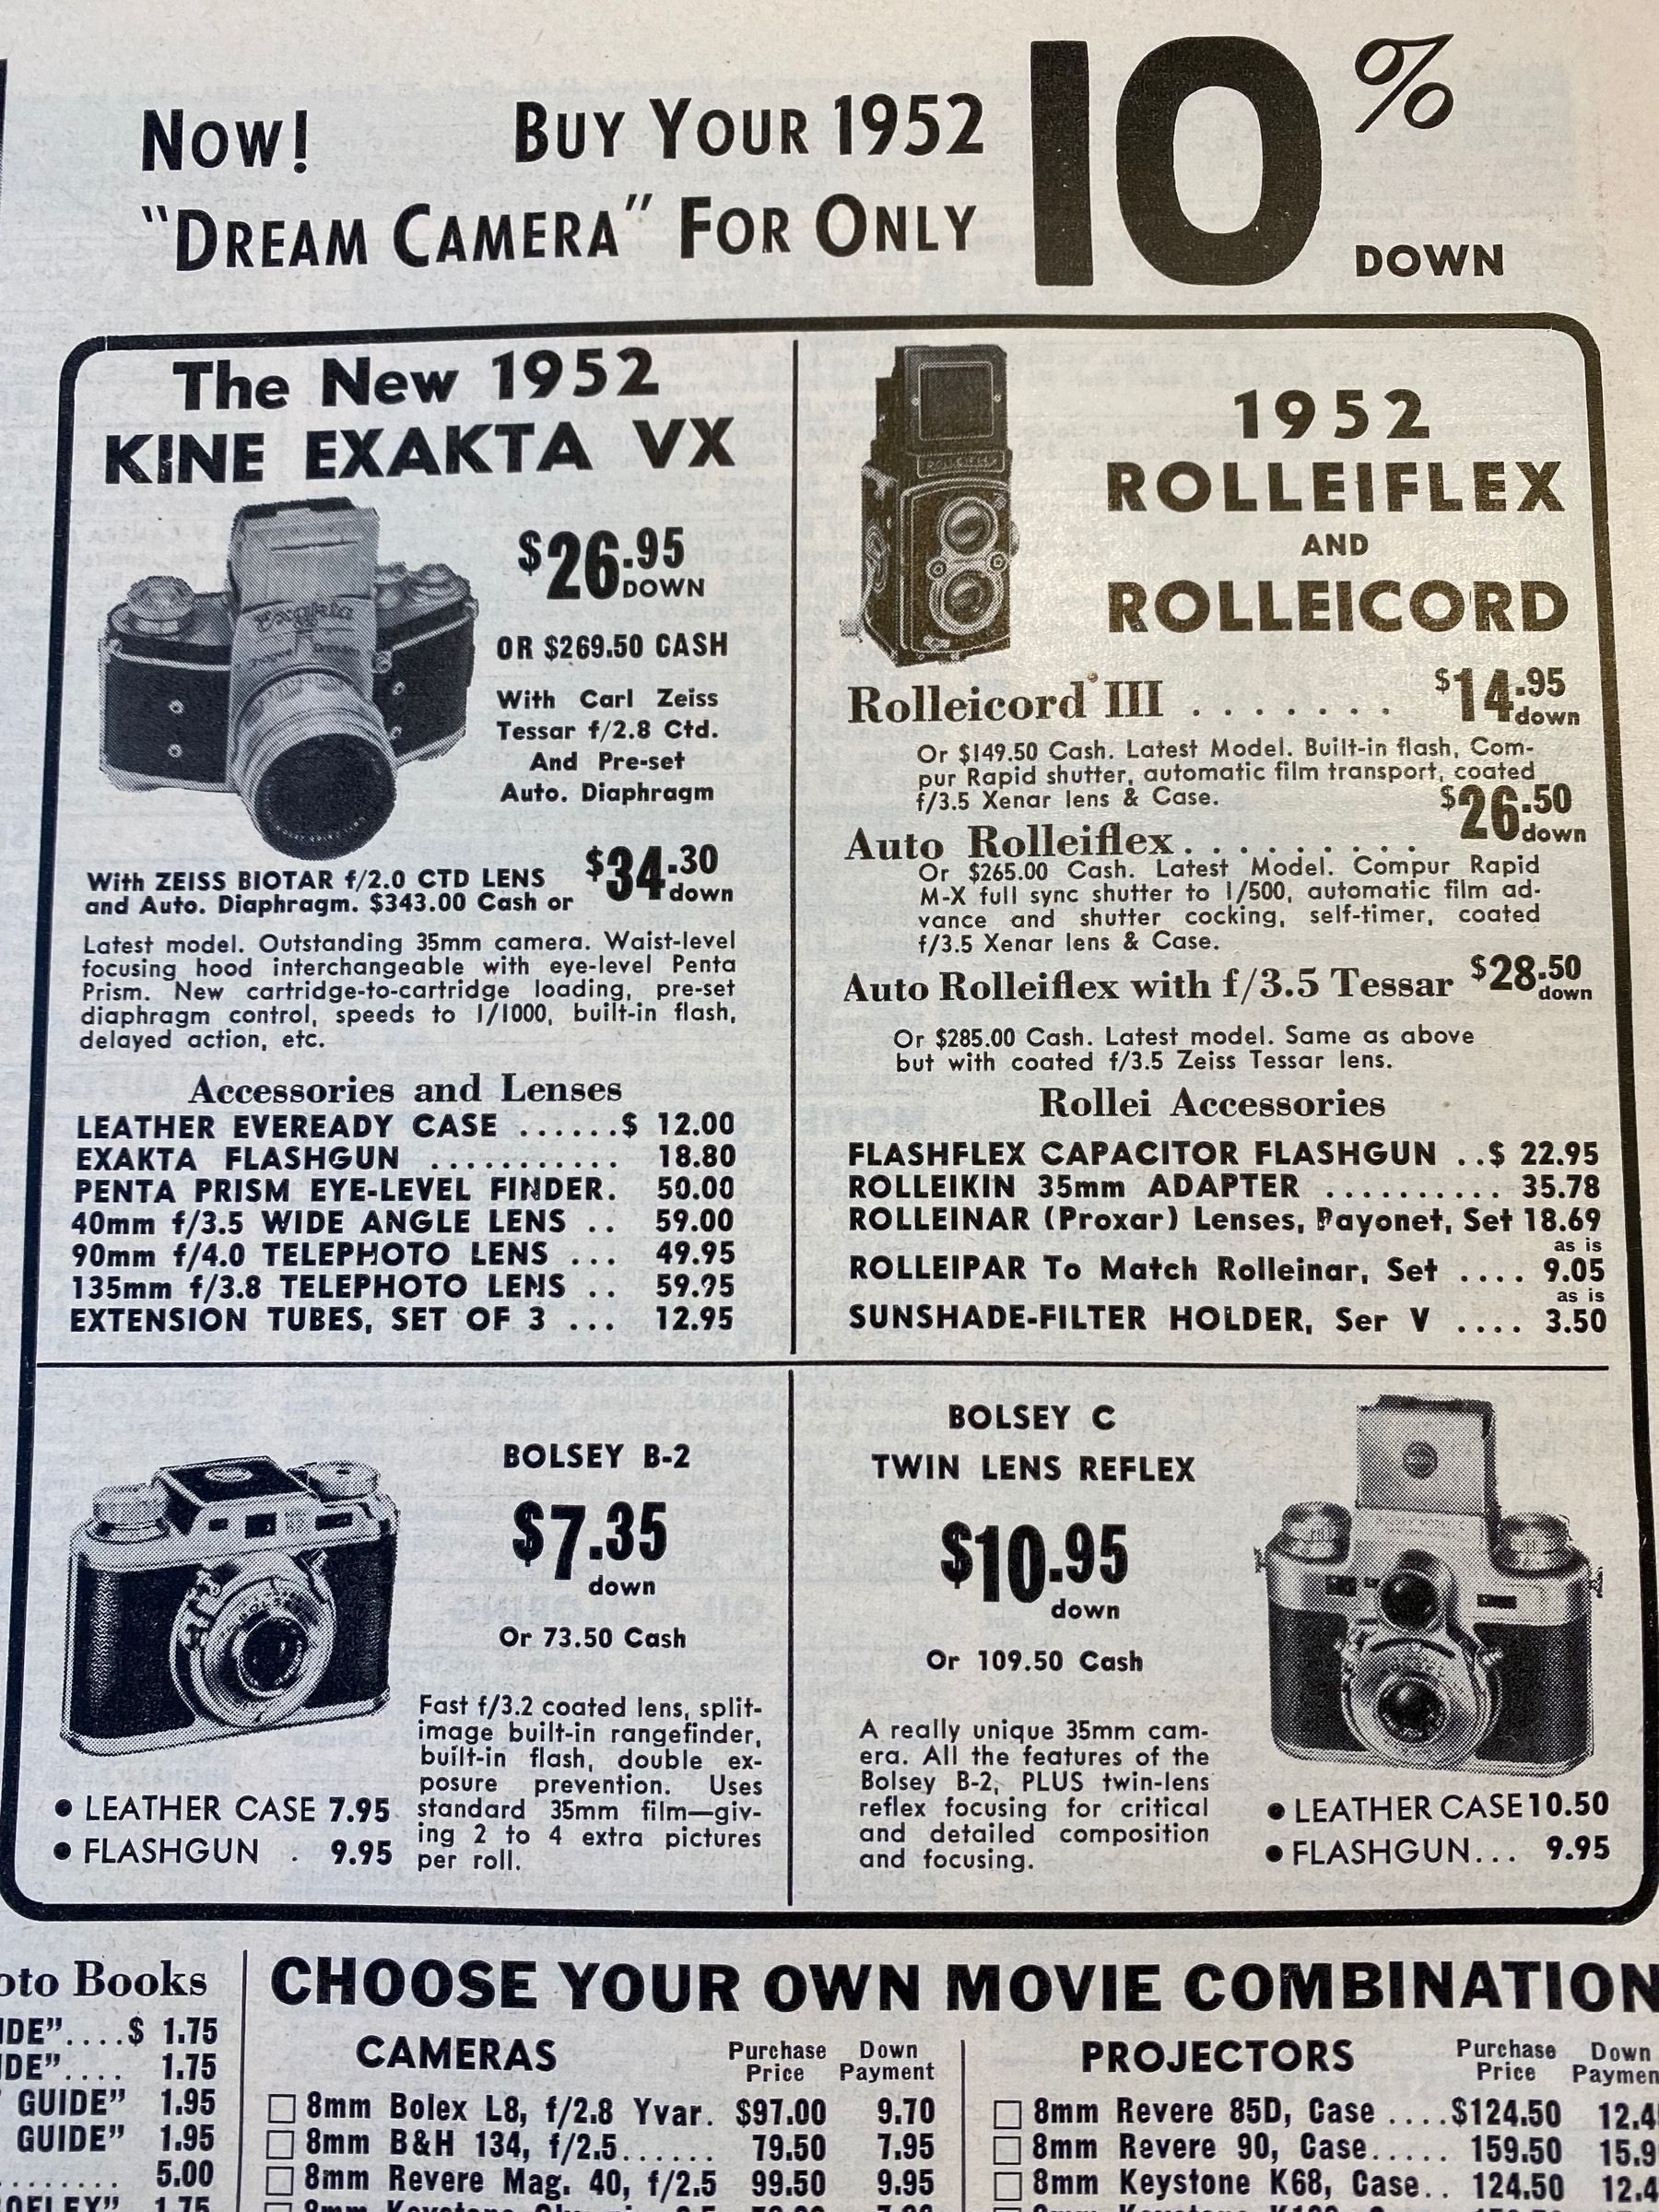 NOW! BUY YOUR 1952
"DREAM CAMERA" FOR ONLY
10% DOWN
The New 1952
KINE EXAKTA VX
Exakta
$26.95
DOWN
OR $269.50 CASH
With Carl Zeiss
Tessar f/2.8 Ctd.
And Pre-set
Auto. Diaphragm
With ZEISS BIOTAR f/2.0 CTD LENS
and Auto. Diaphragm. $343.00 Cash or
$34.30
down
Latest model. Outstanding 35mm camera. Waist-level
focusing hood interchangeable with eye-level Penta
Prism. New cartridge-to-cartridge loading, pre-set
diaphragm control, speeds to 1/1000, built-in flash,
delayed action, etc.
Accessories and Lenses
LEATHER EVEREADY CASE ......$ 12.00
EXAKTA FLASHGUN ........... 18.80
PENTA PRISM EYE-LEVEL FINDER. 50.00
40mm f/3.5 WIDE ANGLE LENS .. 59.00
90mm f/4.0 TELEPHOTO LENS ... 49.95
135mm f/3.8 TELEPHOTO LENS .. 59.95
EXTENSION TUBES, SET OF 3 ... 12.95
ROLLEIFLEX
1952
ROLLEIFLEX
AND
ROLLEICORD
Rolleicord III . . . . . . . $14.95
down
Or $149.50 Cash. Latest Model. Built-in flash, Com-
pur Rapid shutter, automatic film transport, coated
f/3.5 Xenar lens & Case.
Auto Rolleiflex. . . . . . . . . . $26.50
down
Or $265.00 Cash. Latest Model. Compur Rapid
M-X full sync shutter to 1/500, automatic film ad-
vance and shutter cocking, self-timer, coated
f/3.5 Xenar lens & Case.
Auto Rolleiflex with f/3.5 Tessar $28.50
down
Or $285.00 Cash. Latest model. Same as above
but with coated f/3.5 Zeiss Tessar lens.
Rollei Accessories
FLASHFLEX CAPACITOR FLASHGUN ..$ 22.95
ROLLEIKIN 35mm ADAPTER .......... 35.78
ROLLEINAR (Proxar) Lenses, Payonet, Set 18.69
as is
ROLLEIPAR To Match Rolleinar, Set .... 9.05
as is
SUNSHADE-FILTER HOLDER, Ser V .... 3.50
BOLSEY B-2
$7.35
down
Or 73.50 Cash
Fast f/3.2 coated lens, split-
image built-in rangefinder,
built-in flash, double ex-
posure prevention. Uses
standard 35mm film—giv-
ing 2 to 4 extra pictures
per roll.
• LEATHER CASE 7.95
• FLASHGUN . 9.95
BOLSEY C
TWIN LENS REFLEX
$10.95
down
Or 109.50 Cash
A really unique 35mm cam-
era. All the features of the
Bolsey B-2, PLUS twin-lens
reflex focusing for critical
and detailed composition
and focusing.
• LEATHER CASE 10.50
• FLASHGUN... 9.95
oto Books
IDE"....$ 1.75
IDE".... 1.75
GUIDE" 1.95
GUIDE" 1.95
........ 5.00
OFLEX" 1.75
CHOOSE YOUR OWN MOVIE COMBINATION
CAMERAS Purchase Price Down Payment
□ 8mm Bolex L8, f/2.8 Yvar. $97.00 9.70
□ 8mm B&H 134, f/2.5...... 79.50 7.95
□ 8mm Revere Mag. 40, f/2.5 99.50 9.95
PROJECTORS Purchase Price Down Paymen
□ 8mm Revere 85D, Case ....$124.50 12.4
□ 8mm Revere 90, Case..... 159.50 15.9
□ 8mm Keystone K68, Case.. 124.50 12.4